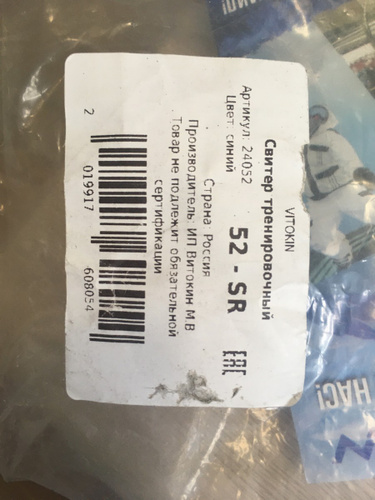 VITOKIN
Свитер тренировочный
Артикул: 24052
Цвет: синий
52 - SR
EAC
Страна Россия
Производитель: ИП Витокин М.В
Товар не подлежит обязательной
сертификации
2 019917 608054
НАС!